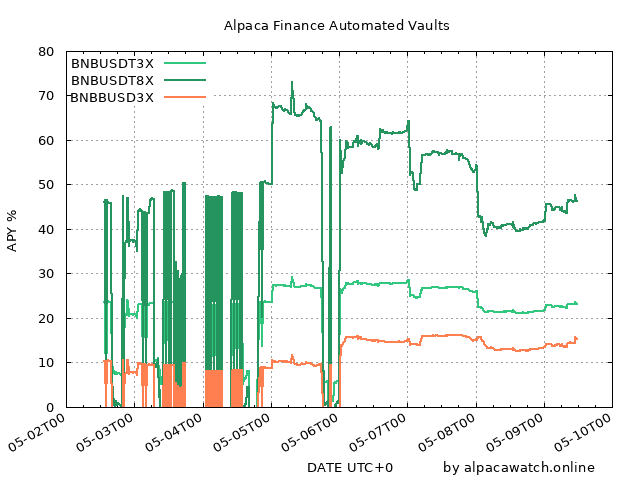 Alpaca Finance Automated Vaults
BNBUSDT3X
BNBUSDT8X
BNBBUSD3X
APY %
80
70
60
50
40
30
20
10
0
05-02T00
05-03T00
05-04T00
05-05T00
05-06T00
05-07T00
05-08T00
05-09T00
05-10T00
DATE UTC+0
by alpacawatch.online